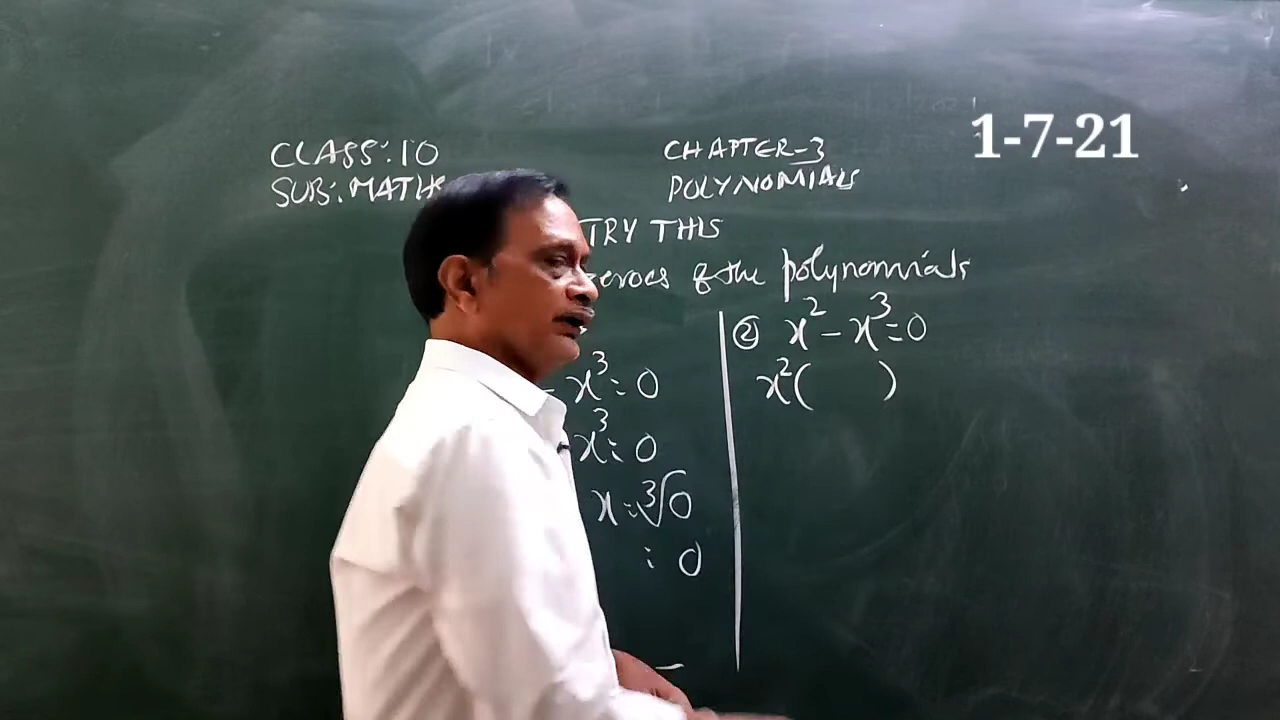 1-7-21
CLASS:10
SUB:MATHS
CHAPTER-3
POLYNOMIALS
TRY THIS
zeroes of the polynomials
- x³ = 0
x³ = 0
x = ³√0
= 0
② x² - x³ = 0
x²( )